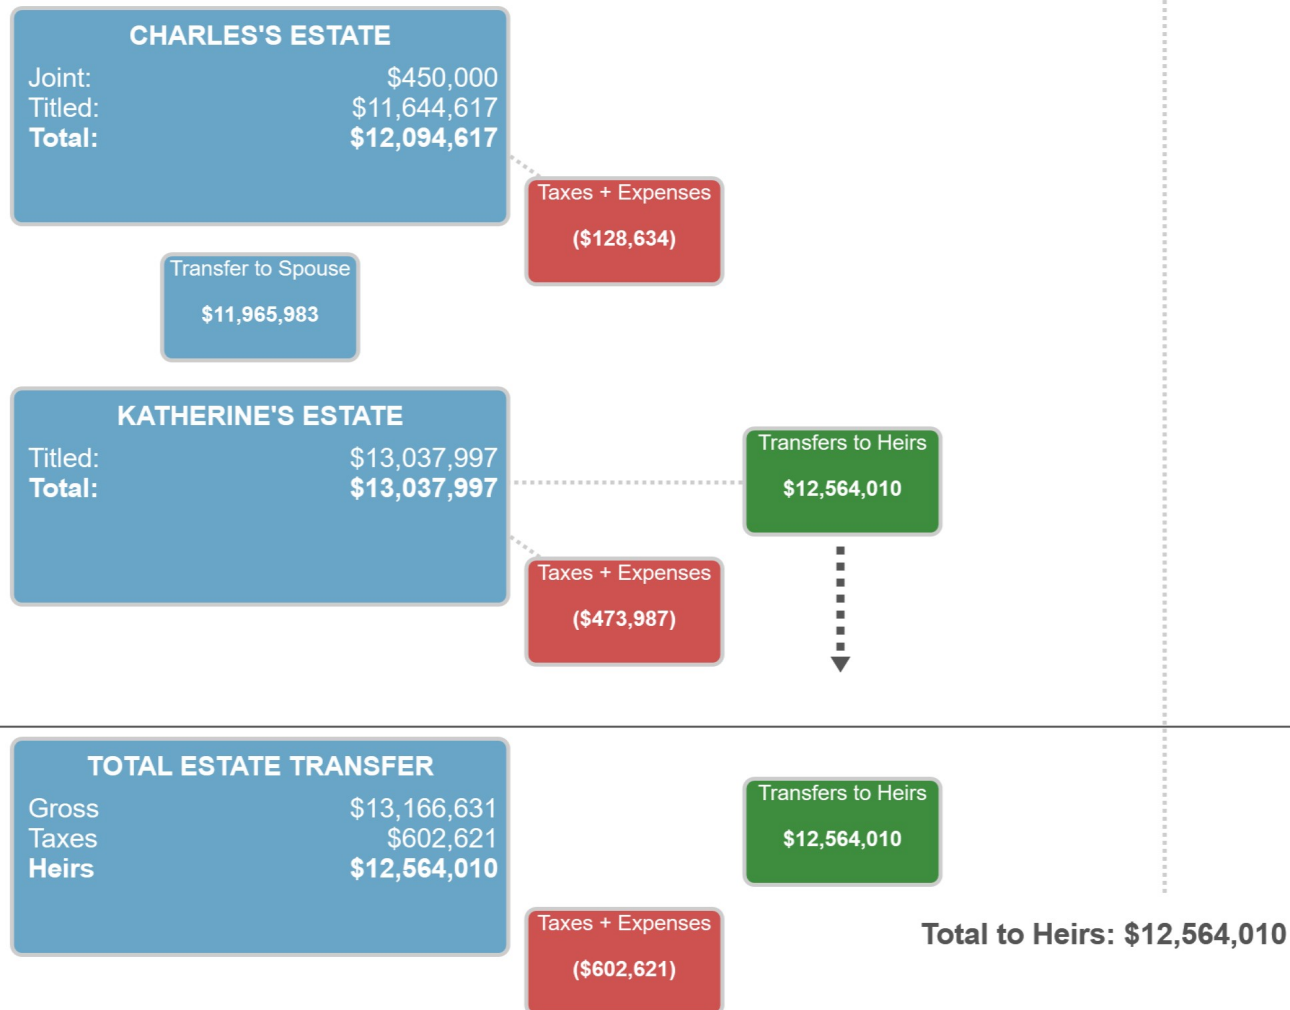 CHARLES'S ESTATE
Joint: $450,000
Titled: $11,644,617
Total: $12,094,617
Taxes + Expenses
($128,634)
Transfer to Spouse
$11,965,983
KATHERINE'S ESTATE
Titled: $13,037,997
Total: $13,037,997
Transfers to Heirs
$12,564,010
Taxes + Expenses
($473,987)
TOTAL ESTATE TRANSFER
Gross $13,166,631
Taxes $602,621
Heirs $12,564,010
Transfers to Heirs
$12,564,010
Taxes + Expenses
($602,621)
Total to Heirs: $12,564,010